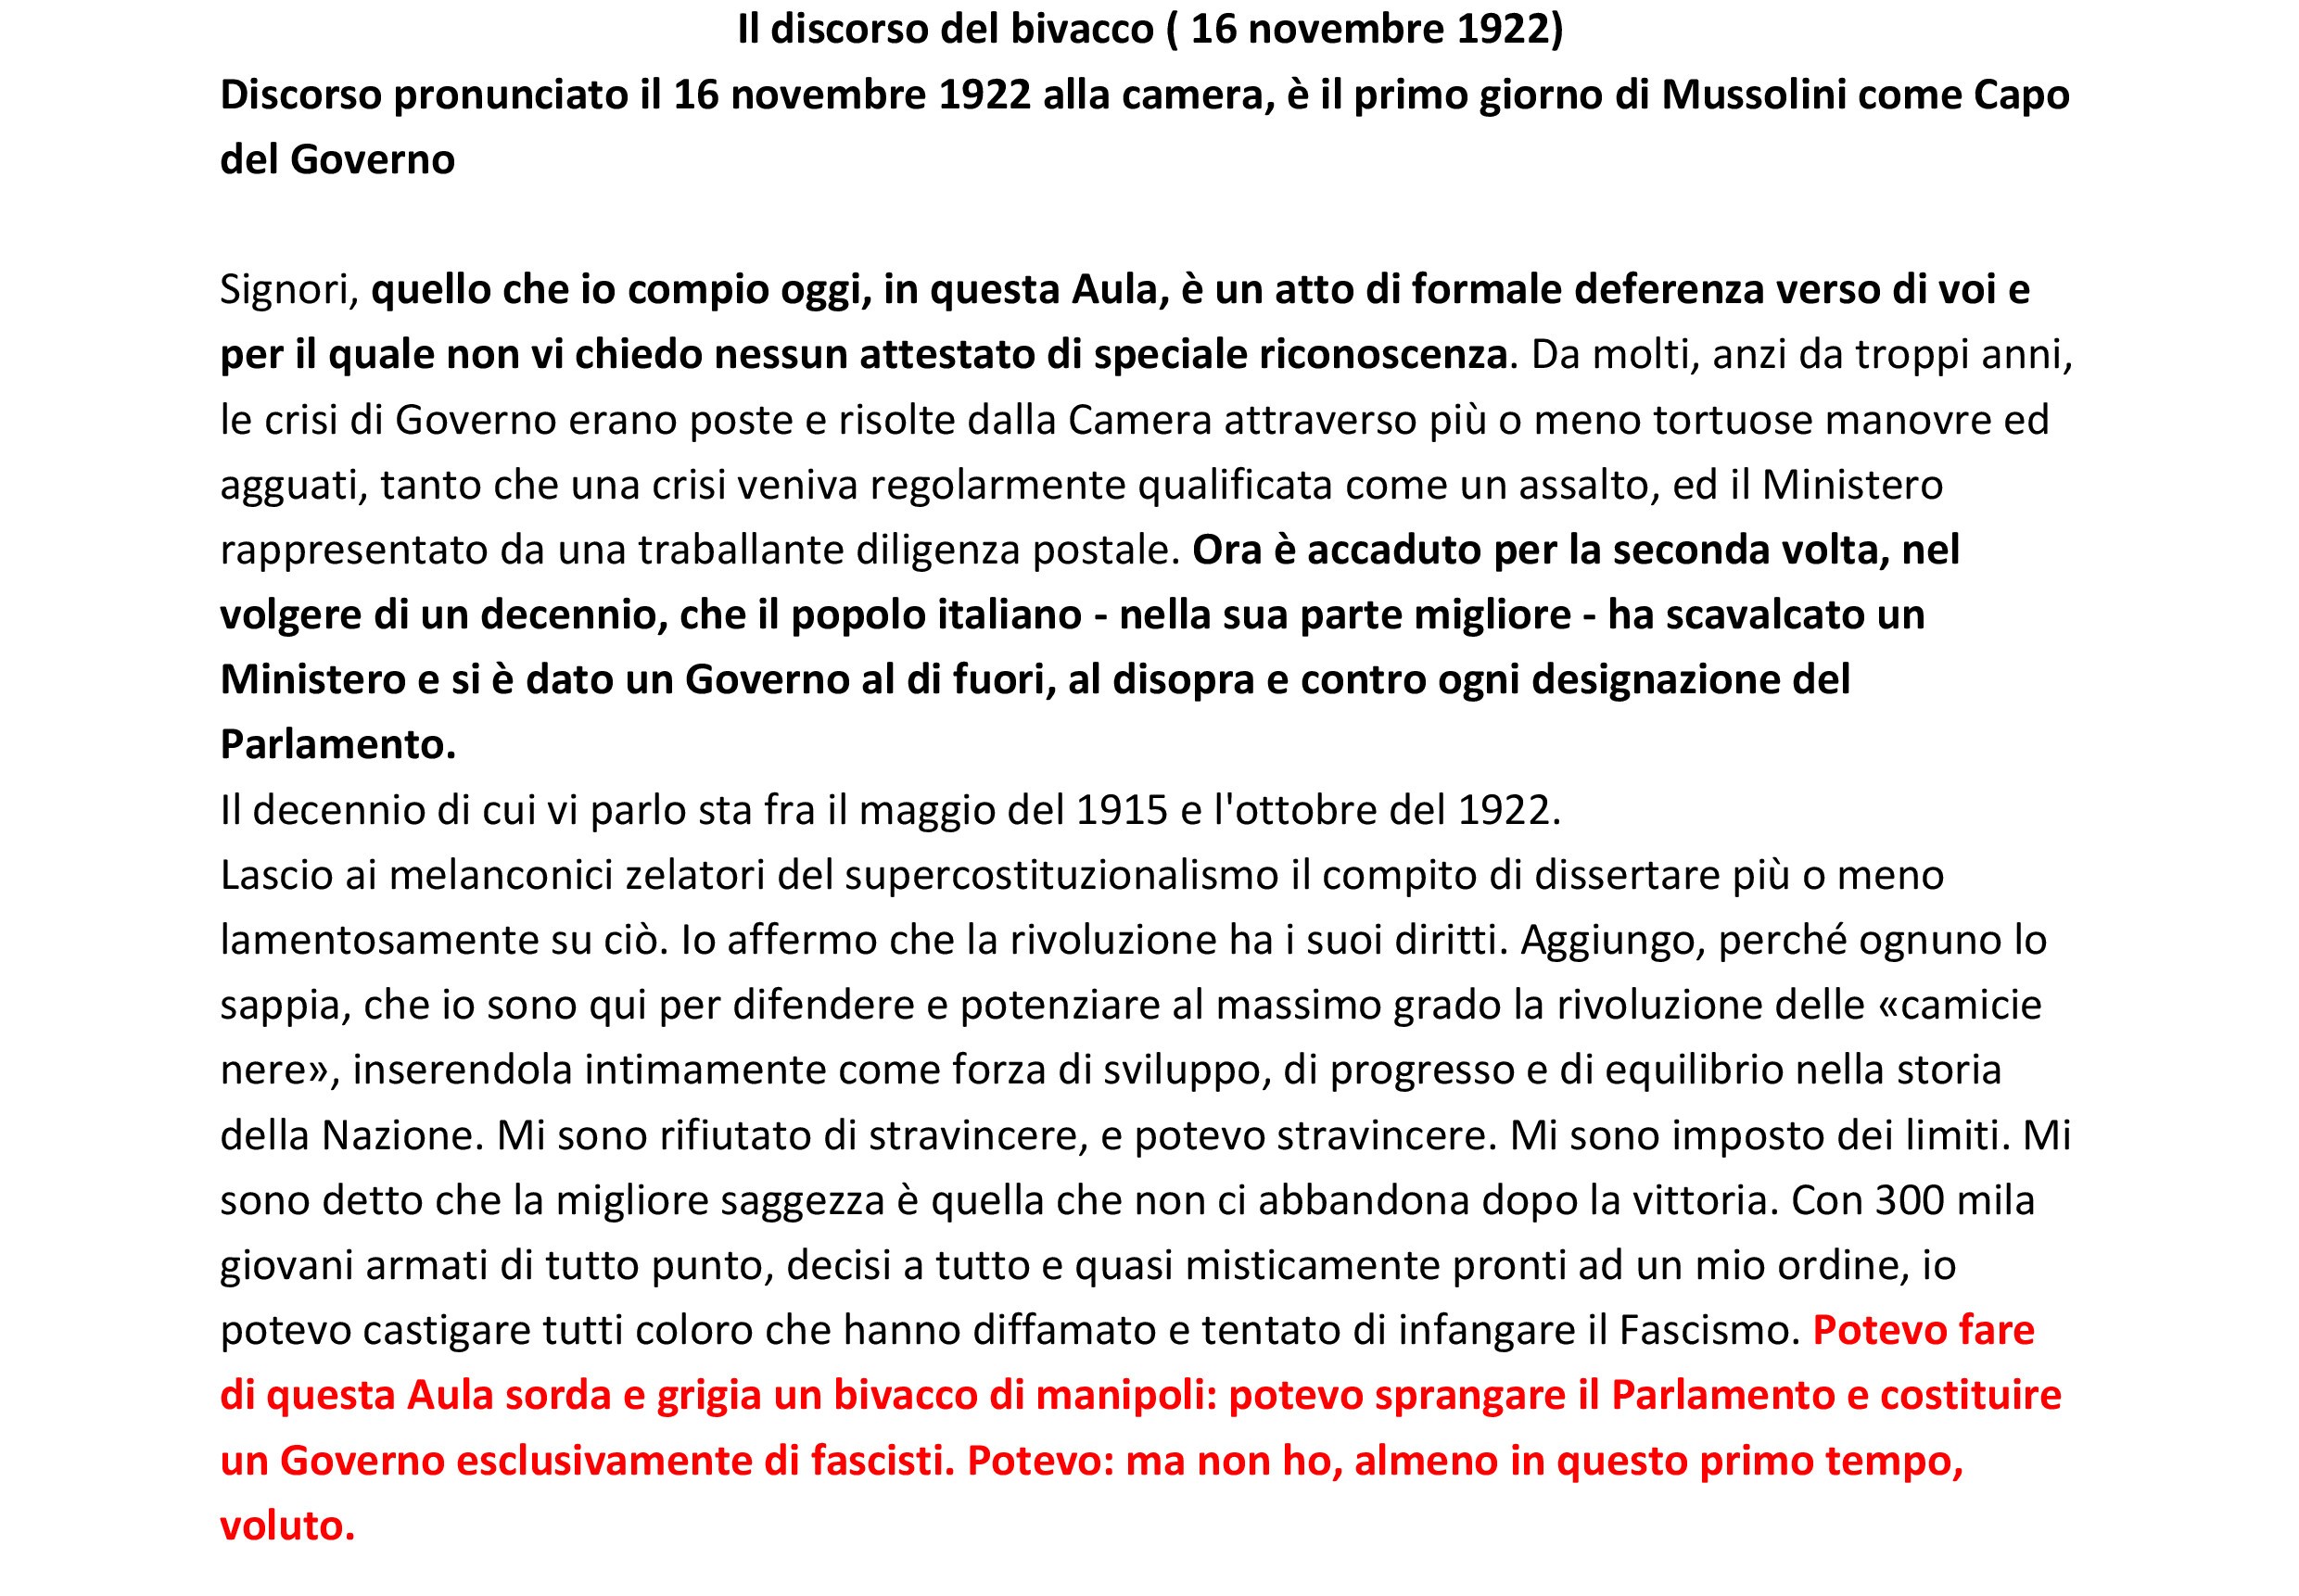 Il discorso del bivacco ( 16 novembre 1922)
Discorso pronunciato il 16 novembre 1922 alla camera, è il primo giorno di Mussolini come Capo
del Governo
Signori, quello che io compio oggi, in questa Aula, è un atto di formale deferenza verso di voi e
per il quale non vi chiedo nessun attestato di speciale riconoscenza. Da molti, anzi da troppi anni,
le crisi di Governo erano poste e risolte dalla Camera attraverso più o meno tortuose manovre ed
agguati, tanto che una crisi veniva regolarmente qualificata come un assalto, ed il Ministero
rappresentato da una traballante diligenza postale. Ora è accaduto per la seconda volta, nel
volgere di un decennio, che il popolo italiano - nella sua parte migliore - ha scavalcato un
Ministero e si è dato un Governo al di fuori, al disopra e contro ogni designazione del
Parlamento.
Il decennio di cui vi parlo sta fra il maggio del 1915 e l'ottobre del 1922.
Lascio ai melanconici zelatori del supercostituzionalismo il compito di dissertare più o meno
lamentosamente su ciò. Io affermo che la rivoluzione ha i suoi diritti. Aggiungo, perché ognuno lo
sappia, che io sono qui per difendere e potenziare al massimo grado la rivoluzione delle «camicie
nere», inserendola intimamente come forza di sviluppo, di progresso e di equilibrio nella storia
della Nazione. Mi sono rifiutato di stravincere, e potevo stravincere. Mi sono imposto dei limiti. Mi
sono detto che la migliore saggezza è quella che non ci abbandona dopo la vittoria. Con 300 mila
giovani armati di tutto punto, decisi a tutto e quasi misticamente pronti ad un mio ordine, io
potevo castigare tutti coloro che hanno diffamato e tentato di infangare il Fascismo. Potevo fare
di questa Aula sorda e grigia un bivacco di manipoli: potevo sprangare il Parlamento e costituire
un Governo esclusivamente di fascisti. Potevo: ma non ho, almeno in questo primo tempo,
voluto.